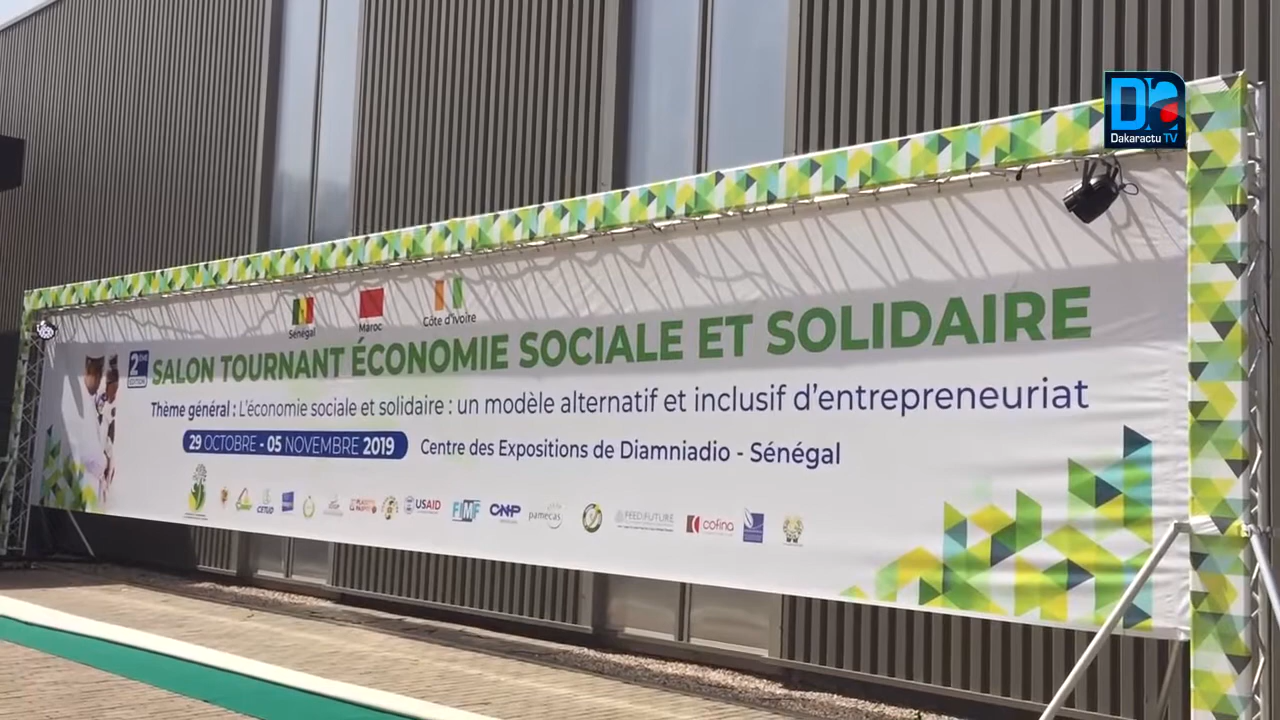 Dakaractu TV
Sénégal
Maroc
Côte d'ivoire
2ème
ÉDITION
SALON TOURNANT ÉCONOMIE SOCIALE ET SOLIDAIRE
Thème général : L'économie sociale et solidaire : un modèle alternatif et inclusif d'entrepreneuriat
29 OCTOBRE - 05 NOVEMBRE 2019
Centre des Expositions de Diamniadio - Sénégal
USAID
FIMF
CNMP
pamecas
FEED FUTURE
cofina